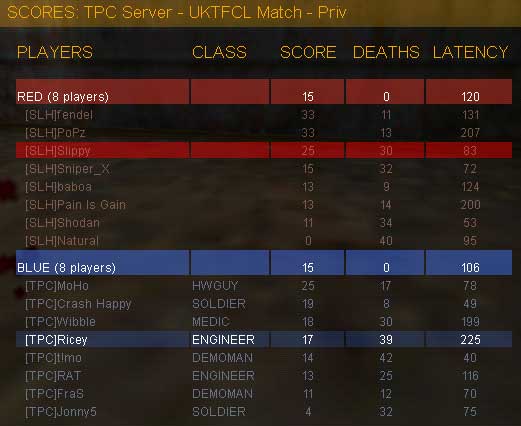 SCORES: TPC Server - UKTFCL Match - Priv
PLAYERS CLASS SCORE DEATHS LATENCY
RED (8 players) 15 0 120
[SLH]fendel 33 11 131
[SLH]PoPz 33 13 207
[SLH]Slippy 25 30 83
[SLH]Sniper_X 15 32 72
[SLH]baboa 13 9 124
[SLH]Pain Is Gain 13 14 200
[SLH]Shodan 11 34 53
[SLH]Natural 0 40 95
BLUE (8 players) 15 0 106
[TPC]MoHo HWGUY 25 17 78
[TPC]Crash Happy SOLDIER 19 8 49
[TPC]Wibble MEDIC 18 30 199
[TPC]Ricey ENGINEER 17 39 225
[TPC]tImo DEMOMAN 14 42 40
[TPC]RAT ENGINEER 13 25 116
[TPC]FraS DEMOMAN 11 12 70
[TPC]Jonny5 SOLDIER 4 32 75